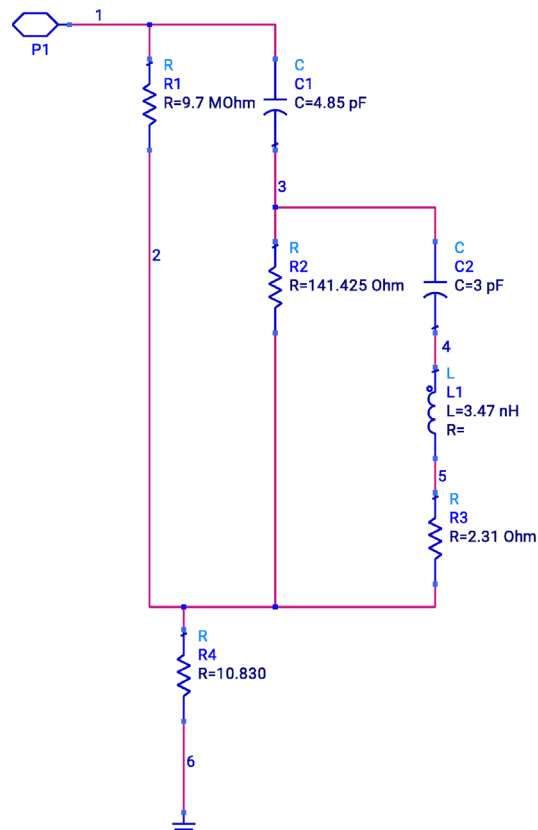 1
P1
R
R1
R=9.7 MOhm
C
C1
C=4.85 pF
3
2
R
R2
R=141.425 Ohm
C
C2
C=3 pF
4
L
L1
L=3.47 nH
R=
5
R
R3
R=2.31 Ohm
R
R4
R=10.830
6